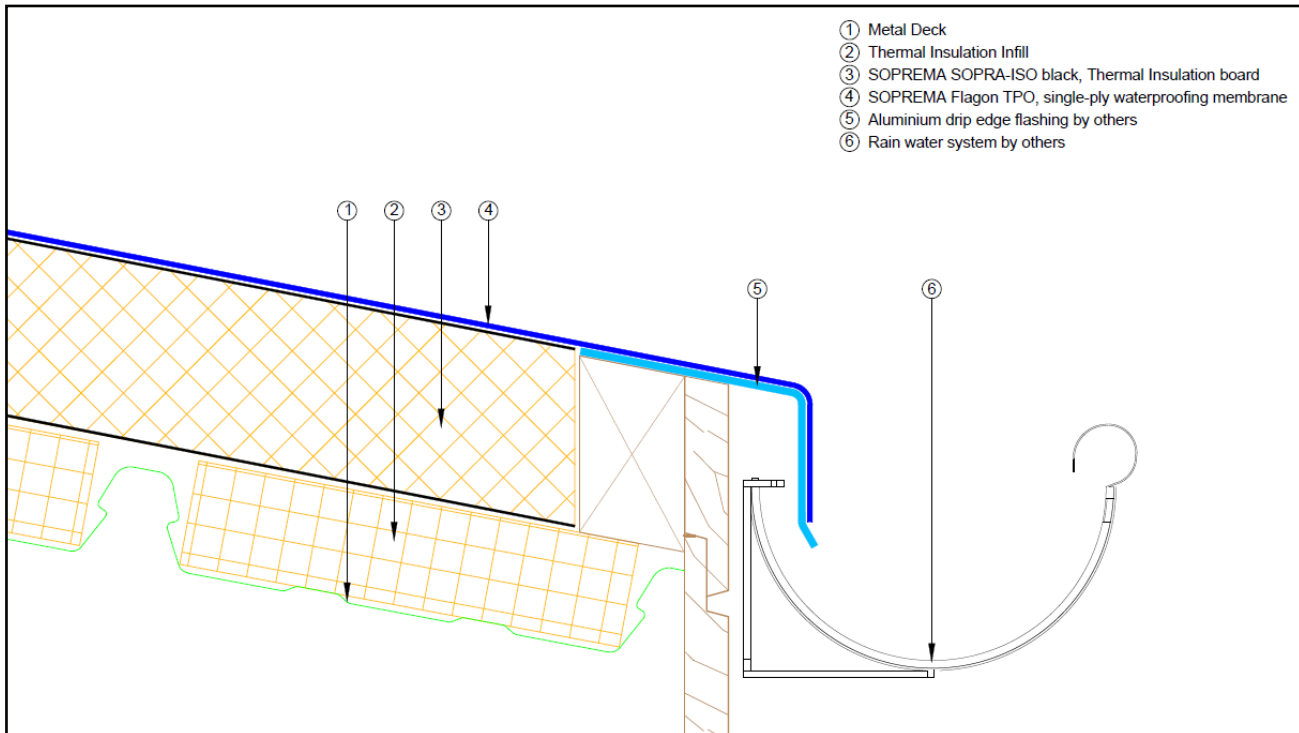 ① Metal Deck
② Thermal Insulation Infill
③ SOPREMA SOPRA-ISO black, Thermal Insulation board
④ SOPREMA Flagon TPO, single-ply waterproofing membrane
⑤ Aluminium drip edge flashing by others
⑥ Rain water system by others
① ② ③ ④
⑤ ⑥